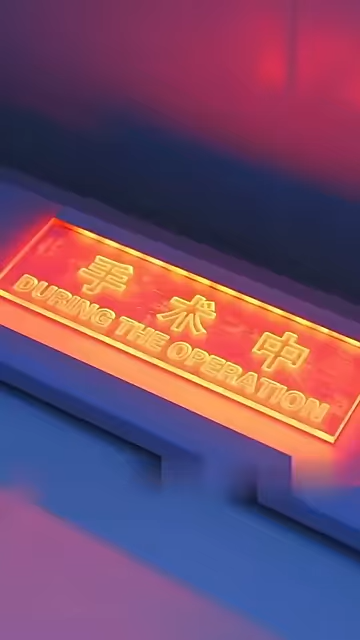 手术中
DURING THE OPERATION